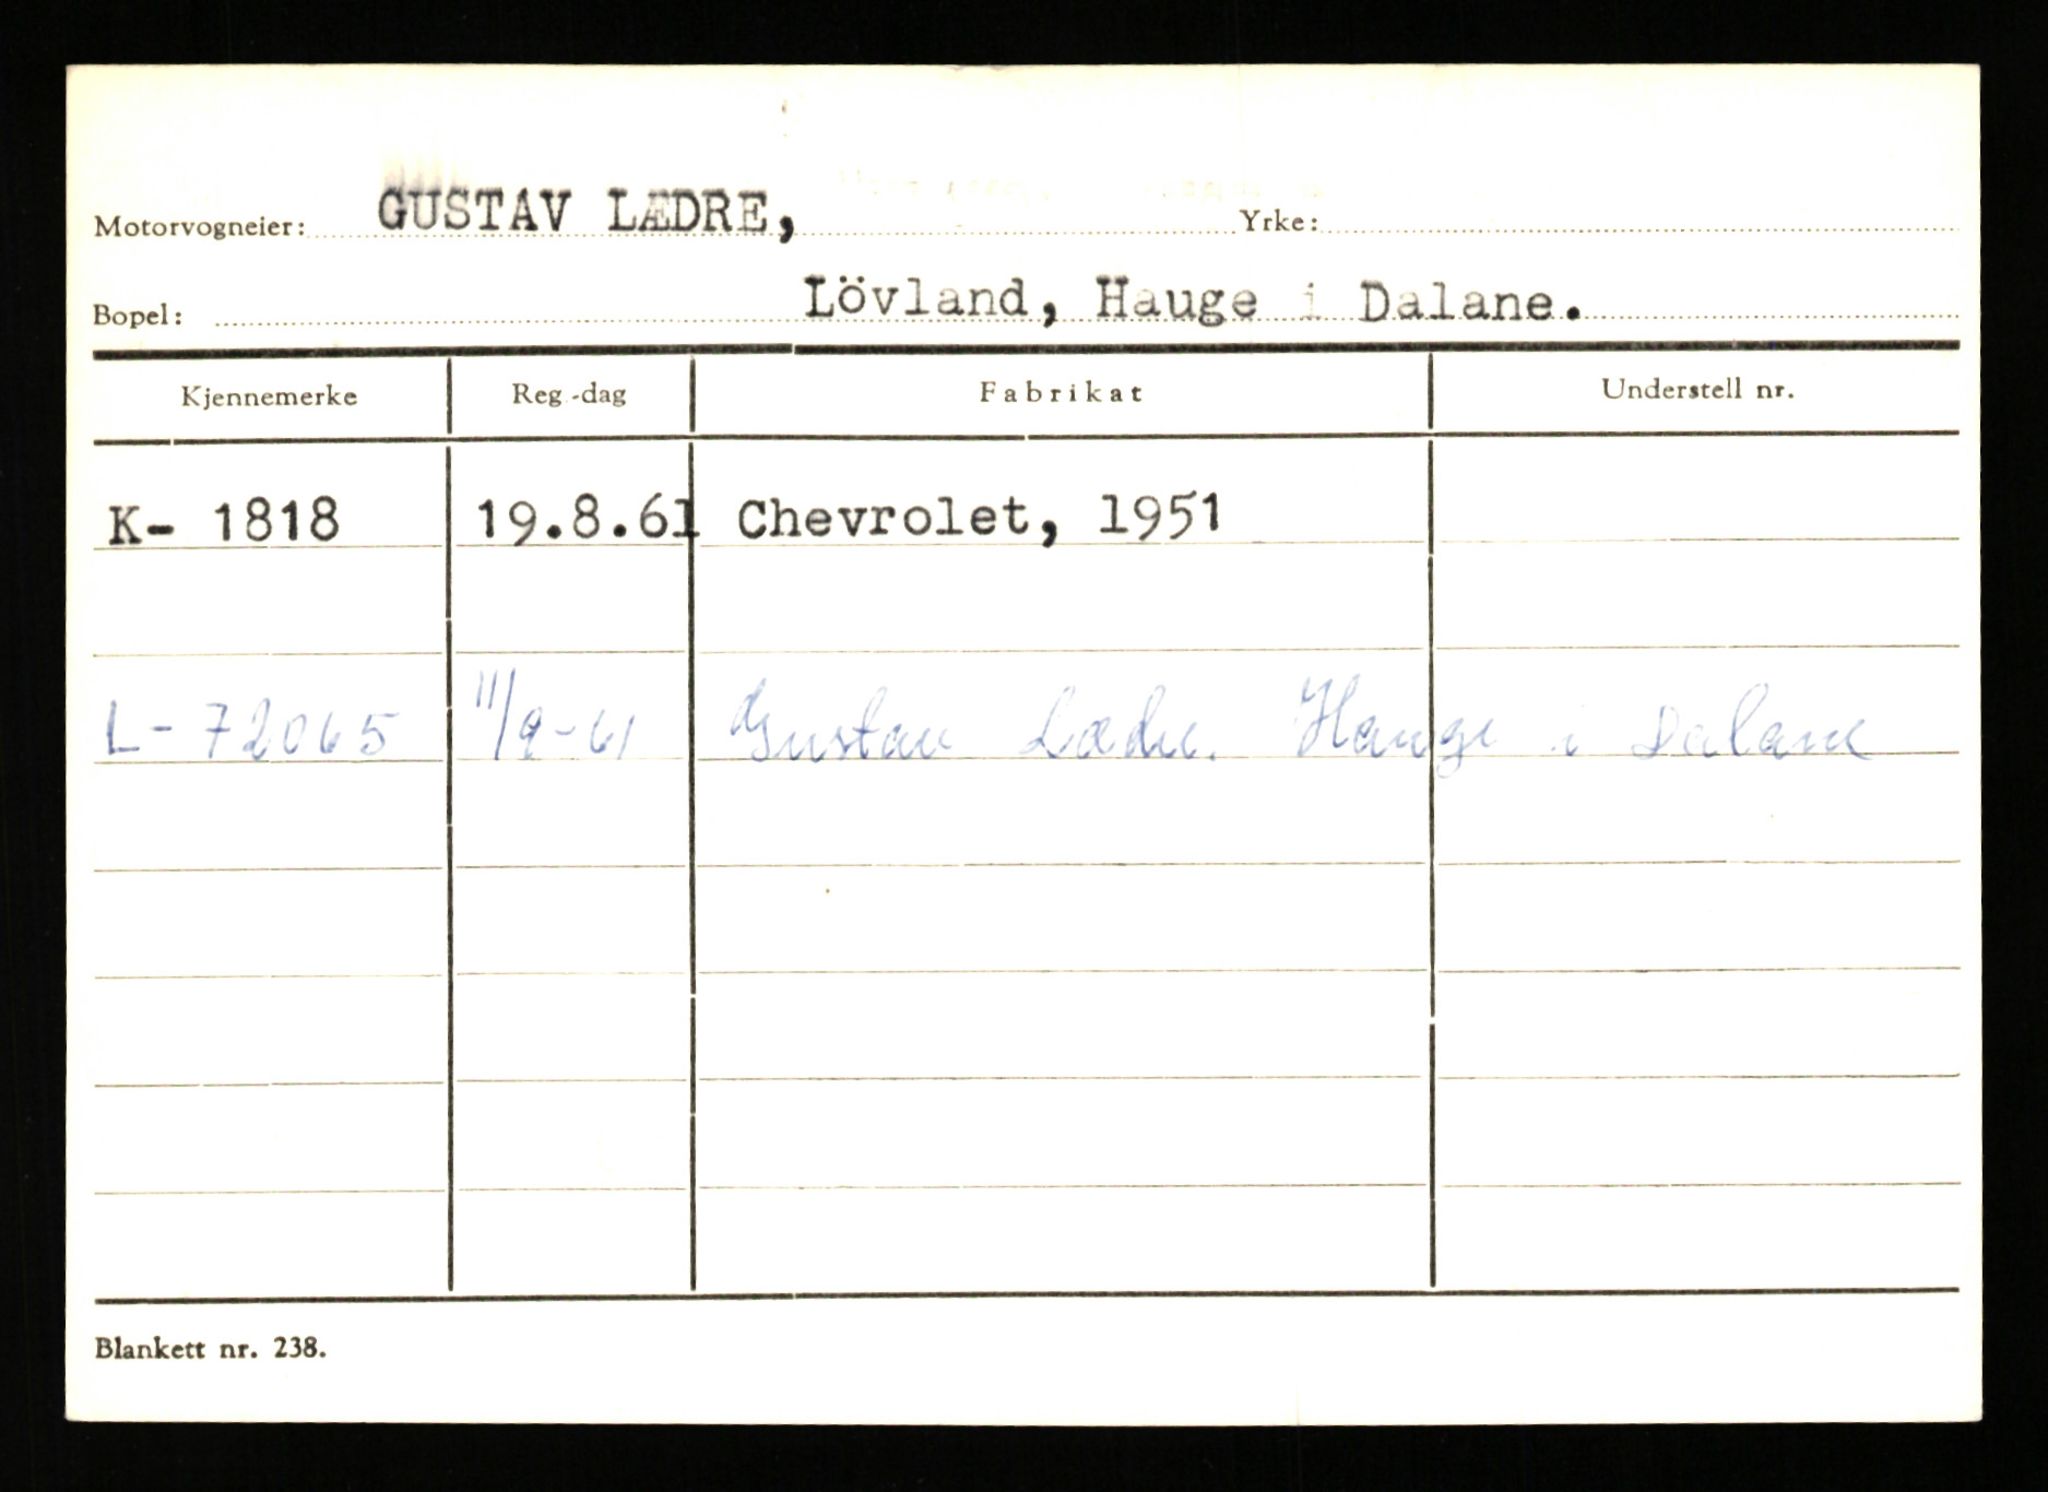 Motorvogneier: GUSTAV LÆDRE, Yrke:
Bopel: Lövland, Hauge i Dalane.
Kjennemerke Reg.-dag Fabrikat Understell nr.
K- 1818 19.8.61 Chevrolet, 1951
L- 72065 11/9-61 Gustav Lædre. Hauge i Dalane
Blankett nr. 238.